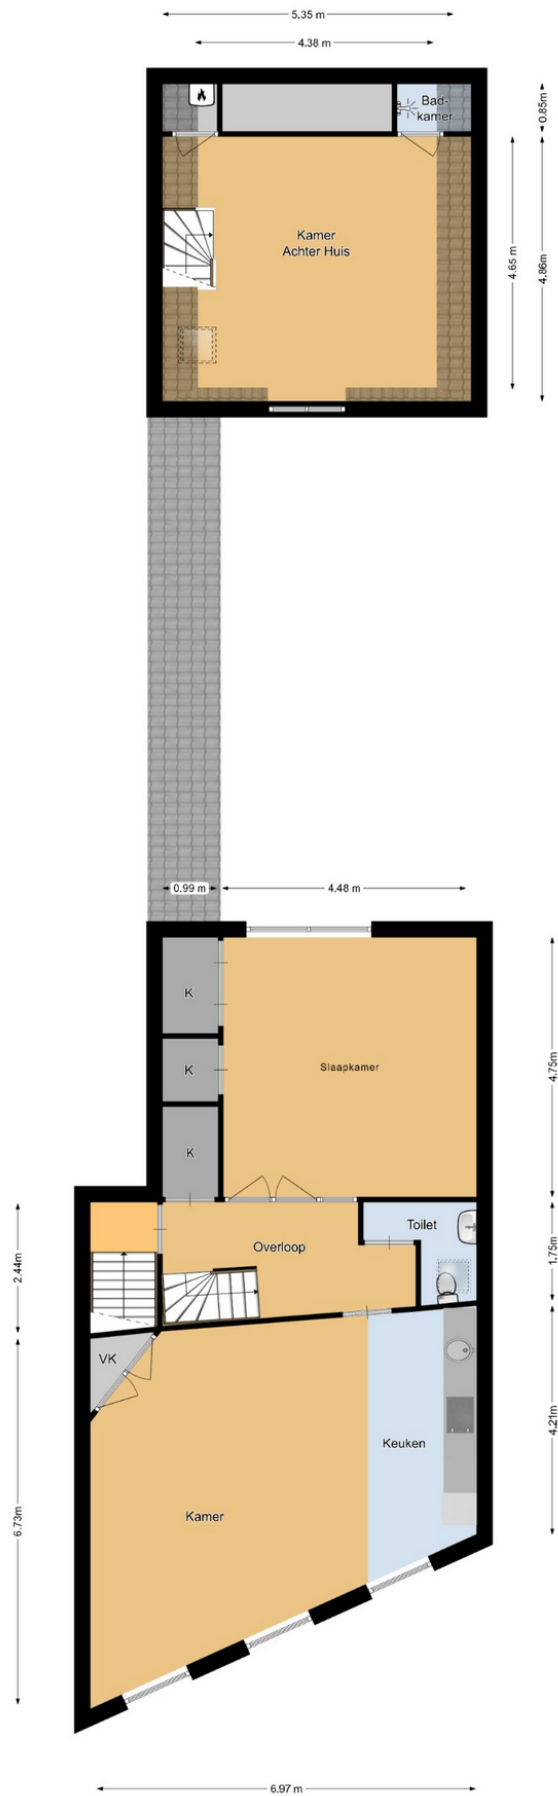 5.35 m
4.38 m
Bad-
kamer
0.85m
Kamer
Achter Huis
4.65 m
4.86m
0.99 m
4.48 m
K
K
Slaapkamer
4.75m
K
Toilet
Overloop
1.75m
2.44m
VK
Keuken
4.21m
Kamer
6.73m
6.97 m